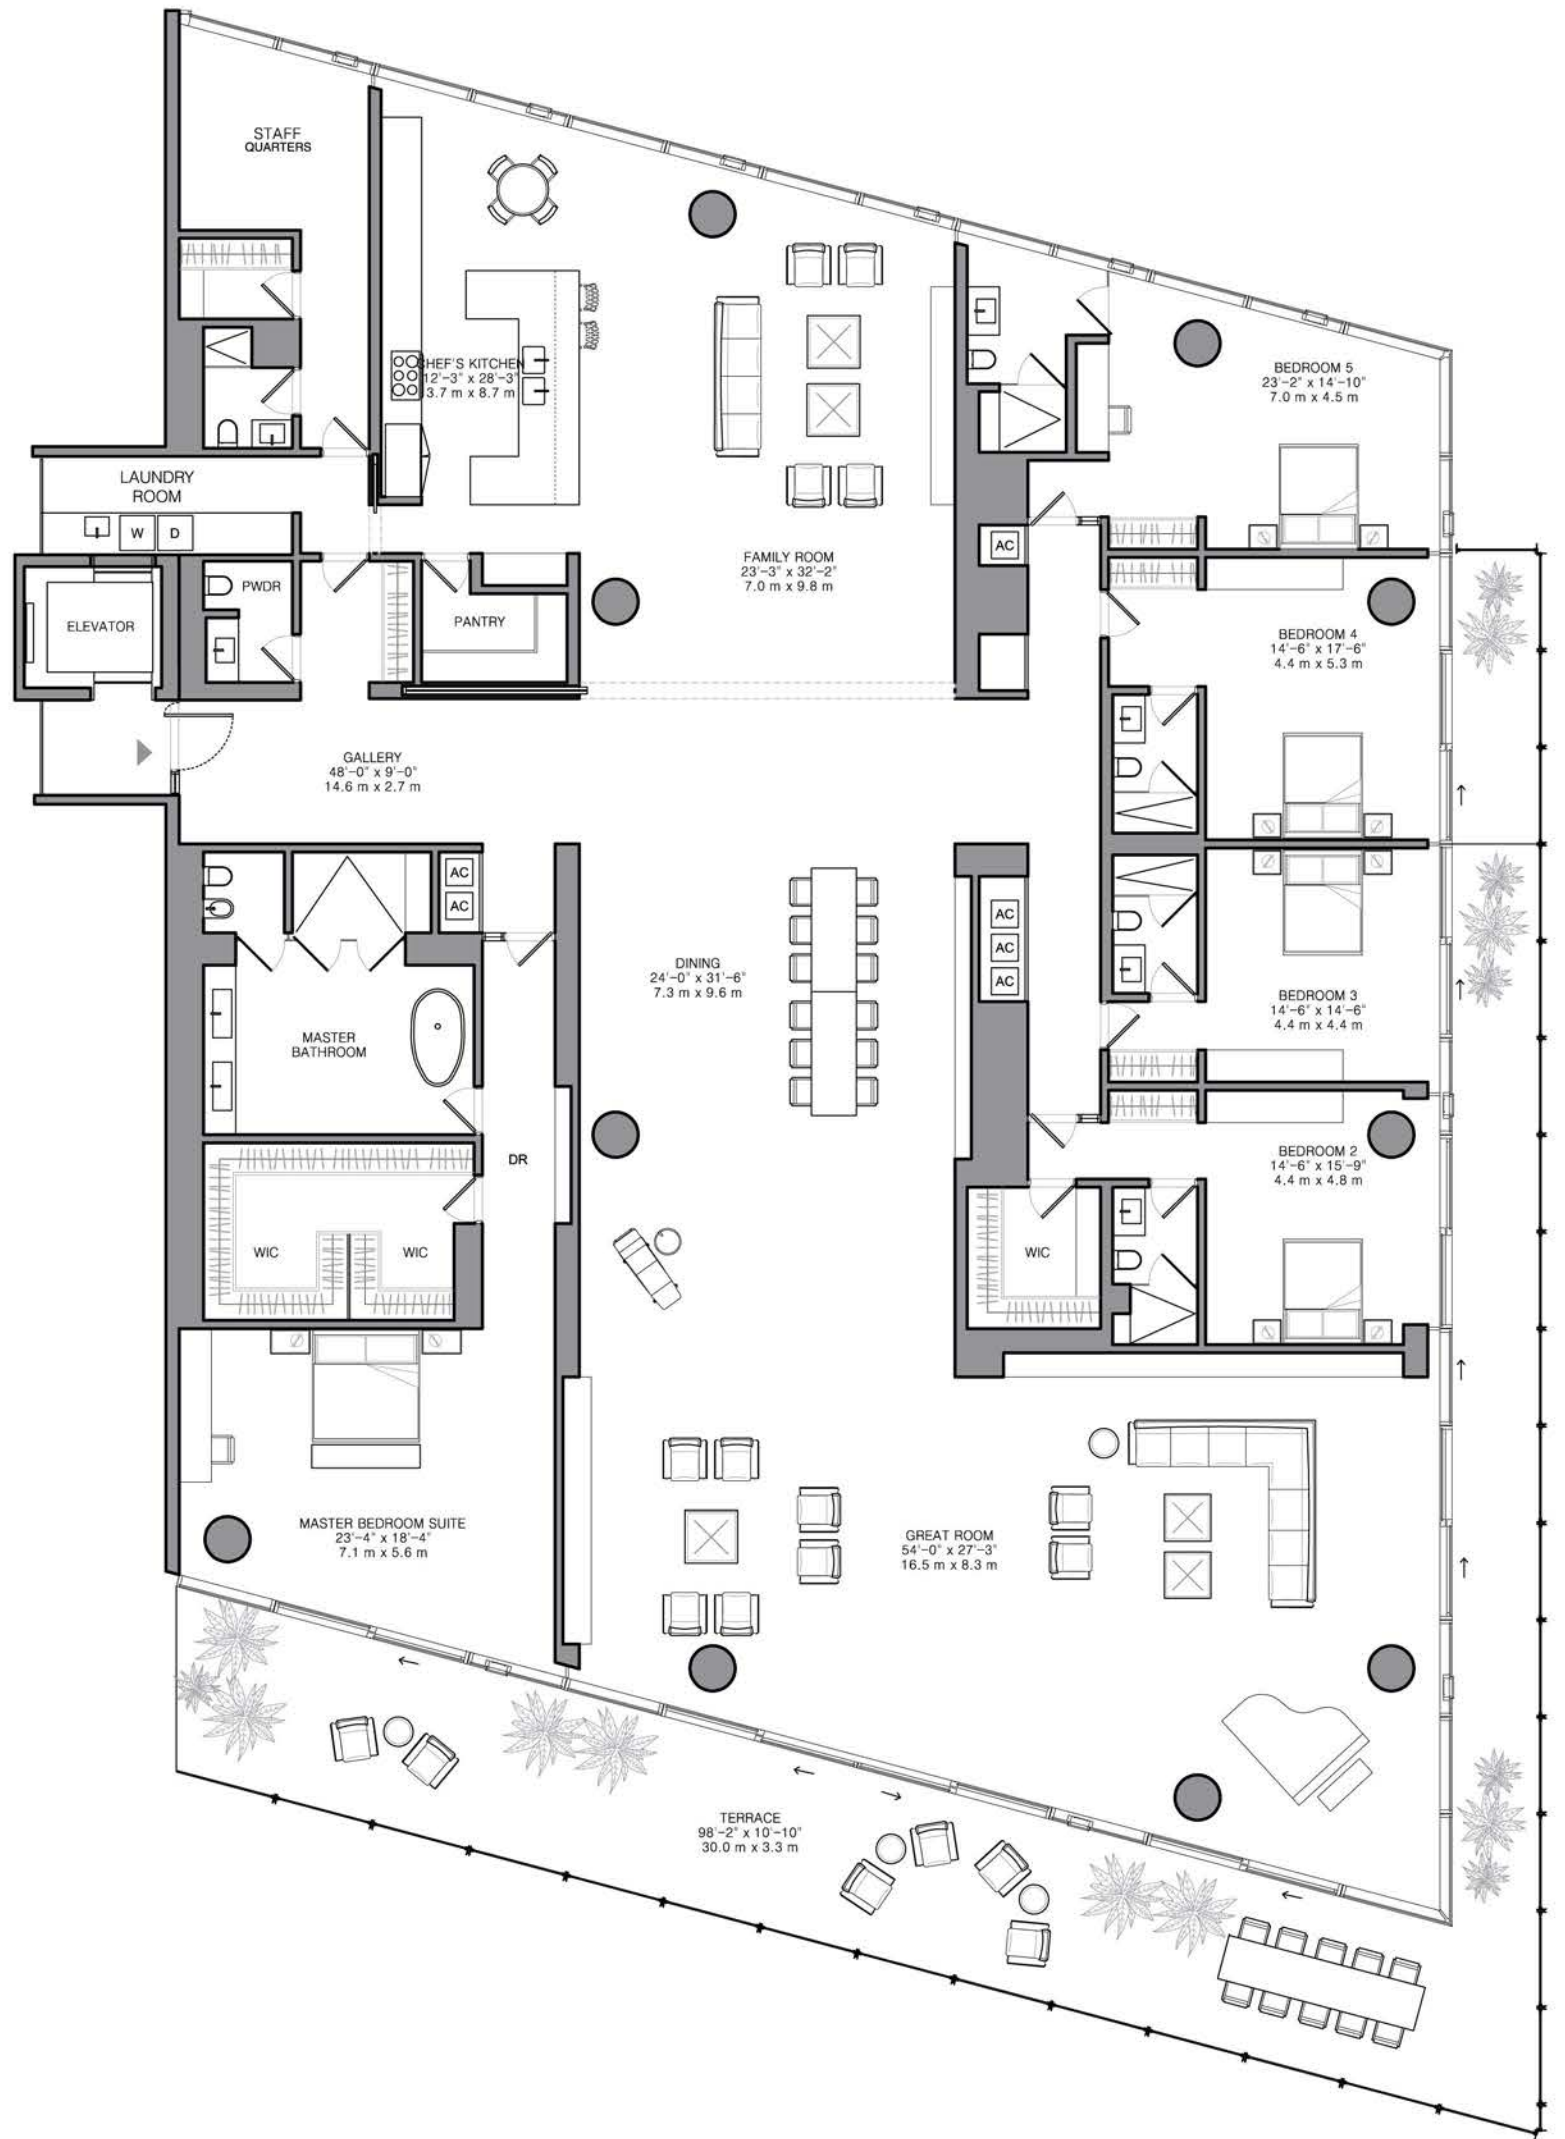 STAFF
QUARTERS
CHEF'S KITCHEN
12'-3" x 28'-3"
3.7 m x 8.7 m
BEDROOM 5
23'-2" x 14'-10"
7.0 m x 4.5 m
LAUNDRY
ROOM
W
D
AC
FAMILY ROOM
23'-3" x 32'-2"
7.0 m x 9.8 m
PWDR
ELEVATOR
PANTRY
BEDROOM 4
14'-6" x 17'-6"
4.4 m x 5.3 m
GALLERY
48'-0" x 9'-0"
14.6 m x 2.7 m
AC
AC
AC
AC
AC
DINING
24'-0" x 31'-6"
7.3 m x 9.6 m
BEDROOM 3
14'-6" x 14'-6"
4.4 m x 4.4 m
MASTER
BATHROOM
DR
BEDROOM 2
14'-6" x 15'-9"
4.4 m x 4.8 m
WIC
WIC
WIC
MASTER BEDROOM SUITE
23'-4" x 18'-4"
7.1 m x 5.6 m
GREAT ROOM
54'-0" x 27'-3"
16.5 m x 8.3 m
TERRACE
98'-2" x 10'-10"
30.0 m x 3.3 m